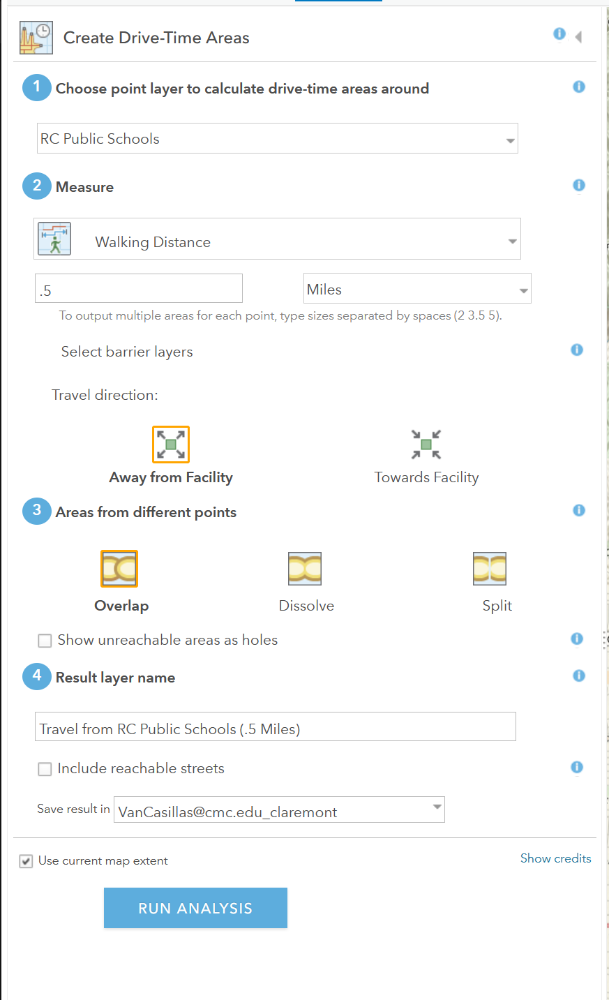 Create Drive-Time Areas
1 Choose point layer to calculate drive-time areas around
RC Public Schools
2 Measure
Walking Distance
.5 Miles
To output multiple areas for each point, type sizes separated by spaces (2 3.5 5).
Select barrier layers
Travel direction:
Away from Facility Towards Facility
3 Areas from different points
Overlap Dissolve Split
Show unreachable areas as holes
4 Result layer name
Travel from RC Public Schools (.5 Miles)
Include reachable streets
Save result in VanCasillas@cmc.edu_claremont
Use current map extent Show credits
RUN ANALYSIS